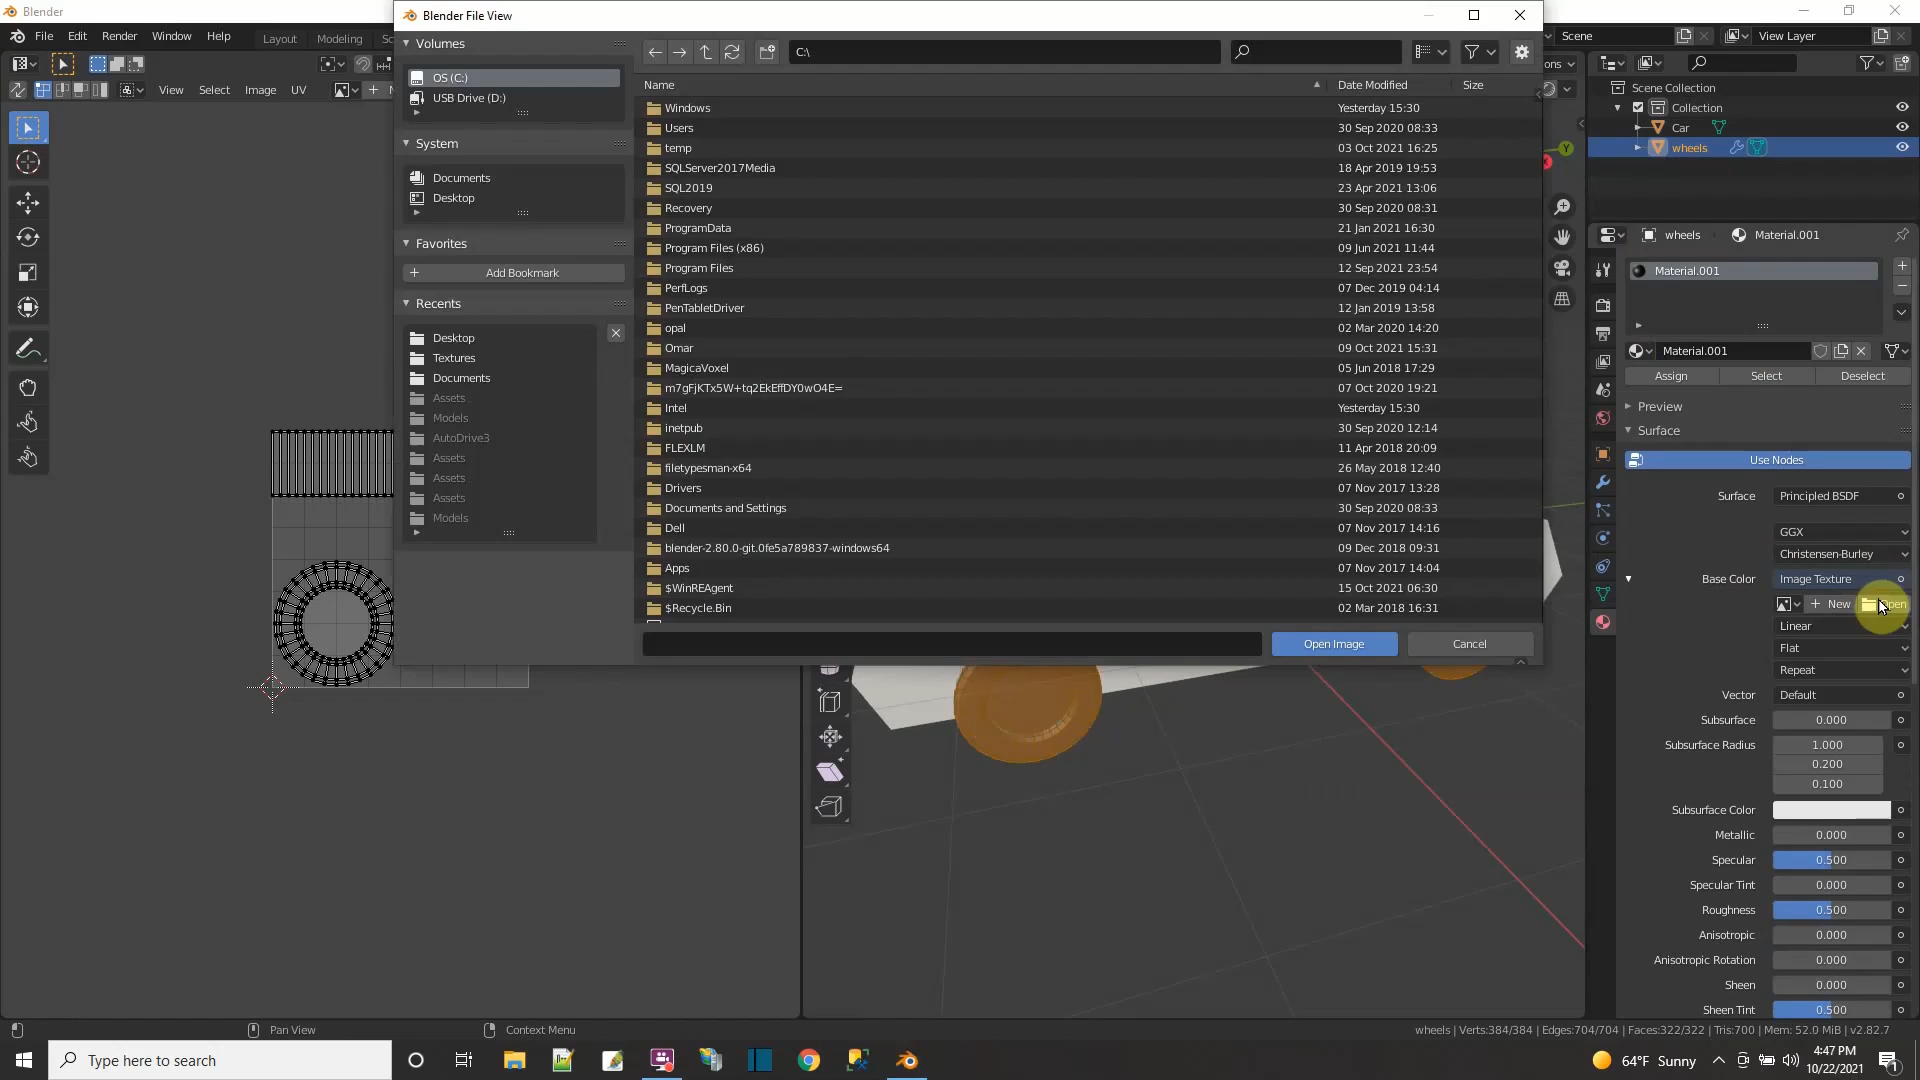 Blender
File Edit Render Window Help Layout Modeling
Scene
View Layer
Blender File View
Volumes
OS (C:)
USB Drive (D:)
System
Documents
Desktop
Favorites
Add Bookmark
Recents
Desktop
Textures
Documents
Assets
Models
AutoDrive3
Assets
Assets
Assets
Models
C:\
Name Date Modified Size
Windows Yesterday 15:30
Users 30 Sep 2020 08:33
temp 03 Oct 2021 16:25
SQLServer2017Media 18 Apr 2019 19:53
SQL2019 23 Apr 2021 13:06
Recovery 30 Sep 2020 08:31
ProgramData 21 Jan 2021 16:30
Program Files (x86) 09 Jun 2021 11:44
Program Files 12 Sep 2021 23:54
PerfLogs 07 Dec 2019 04:14
PenTabletDriver 12 Jan 2019 13:58
opal 02 Mar 2020 14:20
Omar 09 Oct 2021 15:31
MagicaVoxel 05 Jun 2018 17:29
m7gFjKTx5W+tq2EkEffDY0wO4E= 07 Oct 2020 19:21
Intel Yesterday 15:30
inetpub 30 Sep 2020 12:14
FLEXLM 11 Apr 2018 20:09
filetypesman-x64 26 May 2018 12:40
Drivers 07 Nov 2017 13:28
Documents and Settings 30 Sep 2020 08:33
Dell 07 Nov 2017 14:16
blender-2.80.0-git.0fe5a789837-windows64 09 Dec 2018 09:31
Apps 07 Nov 2017 14:04
$WinREAgent 15 Oct 2021 06:30
$Recycle.Bin 02 Mar 2018 16:31
Open Image Cancel
View Select Image UV
Scene Collection
Collection
Car
wheels
wheels Material.001
Material.001
Material.001
Assign Select Deselect
Preview
Surface
Use Nodes
Surface Principled BSDF
GGX
Christensen-Burley
Base Color Image Texture
New Open
Linear
Flat
Repeat
Vector Default
Subsurface 0.000
Subsurface Radius 1.000
0.200
0.100
Subsurface Color
Metallic 0.000
Specular 0.500
Specular Tint 0.000
Roughness 0.500
Anisotropic 0.000
Anisotropic Rotation 0.000
Sheen 0.000
Sheen Tint 0.500
Pan View
Context Menu
wheels | Verts:384/384 | Edges:704/704 | Faces:322/322 | Tris:700 | Mem: 52.0 MiB | v2.82.7
Type here to search
64°F Sunny
4:47 PM
10/22/2021
1